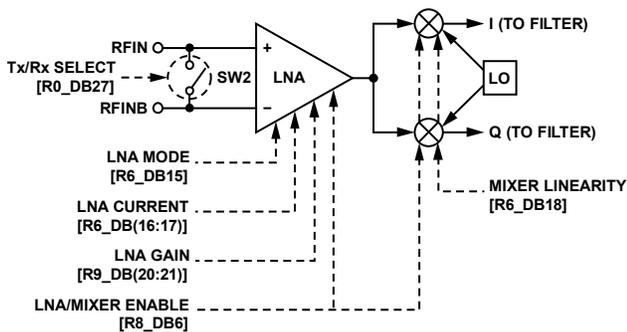 I (TO FILTER)
RFIN
+
Tx/Rx SELECT
[R0_DB27]
SW2
LNA
LO
RFINB
–
Q (TO FILTER)
LNA MODE
[R6_DB15]
MIXER LINEARITY
[R6_DB18]
LNA CURRENT
[R6_DB(16:17)]
LNA GAIN
[R9_DB(20:21)]
LNA/MIXER ENABLE
[R8_DB6]